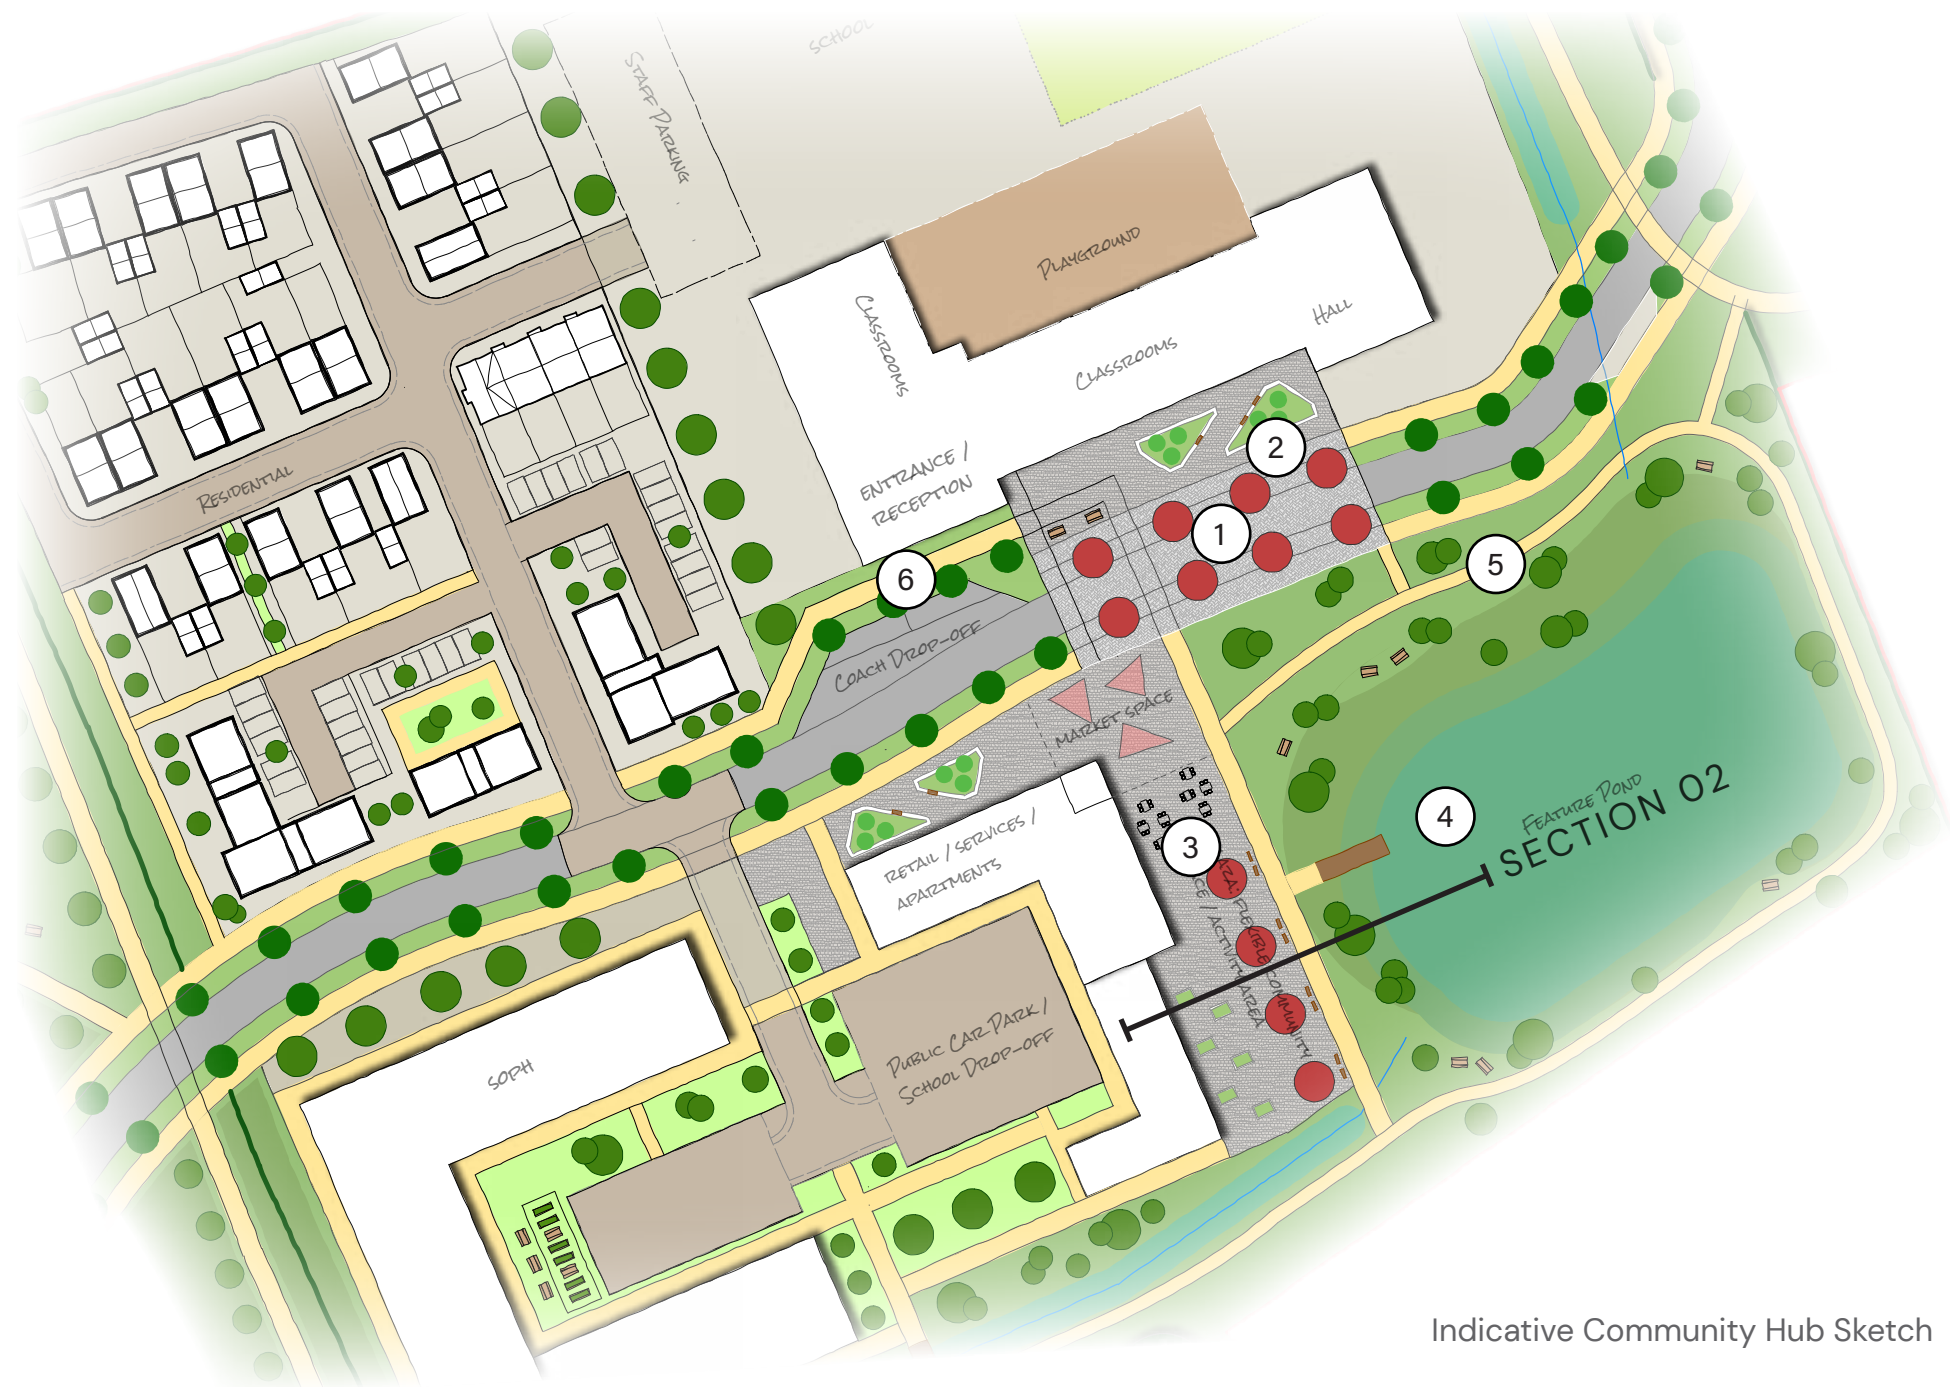 SCHOOL
STAFF PARKING
PLAYGROUND
CLASSROOMS
CLASSROOMS
HALL
ENTRANCE /
RECEPTION
2
1
6
5
RESIDENTIAL
COACH DROP-OFF
MARKET SPACE
RETAIL / SERVICES /
APARTMENTS
3
4
FEATURE POND
SECTION 02
FLEXIBLE COMMUNITY
/ ACTIVITY AREA
PUBLIC CAR PARK /
SCHOOL DROP-OFF
SOPH
Indicative Community Hub Sketch